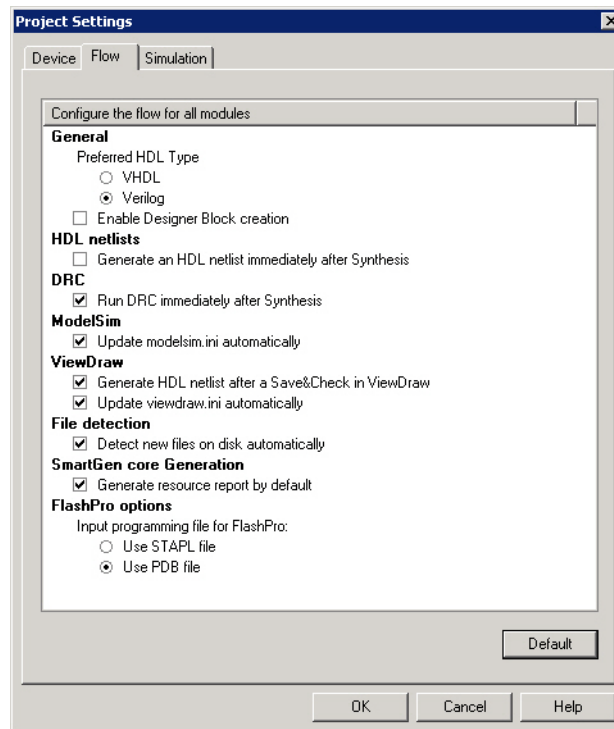 Project Settings
Device Flow Simulation
Configure the flow for all modules
General
Preferred HDL Type
VHDL
Verilog
Enable Designer Block creation
HDL netlists
Generate an HDL netlist immediately after Synthesis
DRC
Run DRC immediately after Synthesis
ModelSim
Update modelsim.ini automatically
ViewDraw
Generate HDL netlist after a Save&Check in ViewDraw
Update viewdraw.ini automatically
File detection
Detect new files on disk automatically
SmartGen core Generation
Generate resource report by default
FlashPro options
Input programming file for FlashPro:
Use STAPL file
Use PDB file
Default
OK Cancel Help